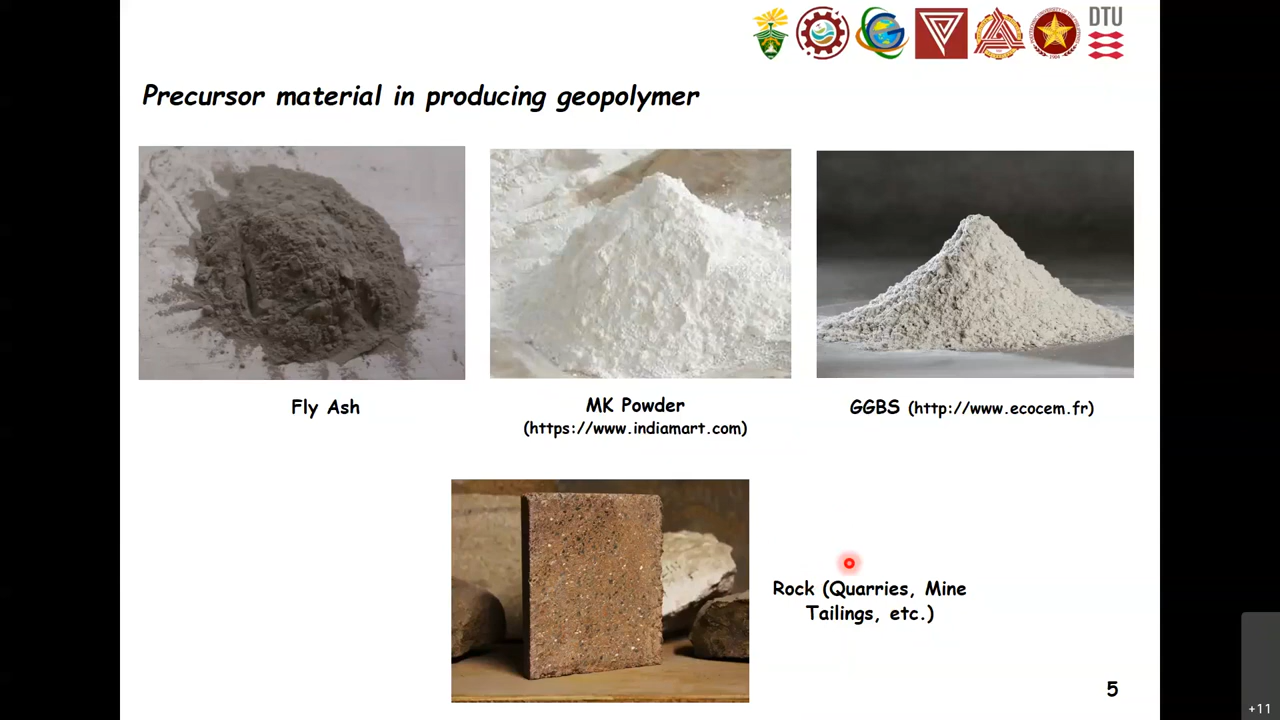 DTU
Precursor material in producing geopolymer
Fly Ash
MK Powder
(https://www.indiamart.com)
GGBS (http://www.ecocem.fr)
Rock (Quarries, Mine
Tailings, etc.)
5
+11